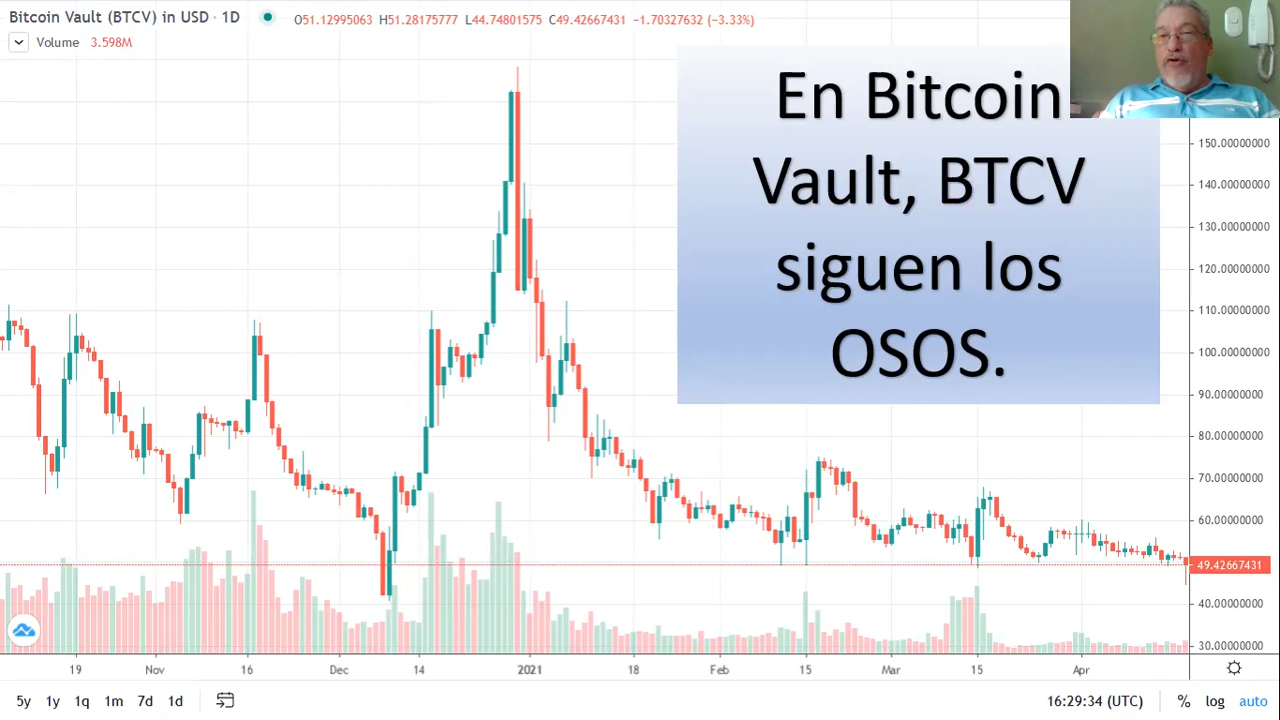 Bitcoin Vault (BTCV) in USD · 1D O51.12995063 H51.28175777 L44.74801575 C49.42667431 −1.70327632 (−3.33%)
Volume 3.598M
En Bitcoin
Vault, BTCV
siguen los
OSOS.
150.00000000
140.00000000
130.00000000
120.00000000
110.00000000
100.00000000
90.00000000
80.00000000
70.00000000
60.00000000
49.42667431
40.00000000
30.00000000
19 Nov 16 Dec 14 2021 18 Feb 15 Mar 15 Apr
5y 1y 1q 1m 7d 1d 16:29:34 (UTC) % log auto